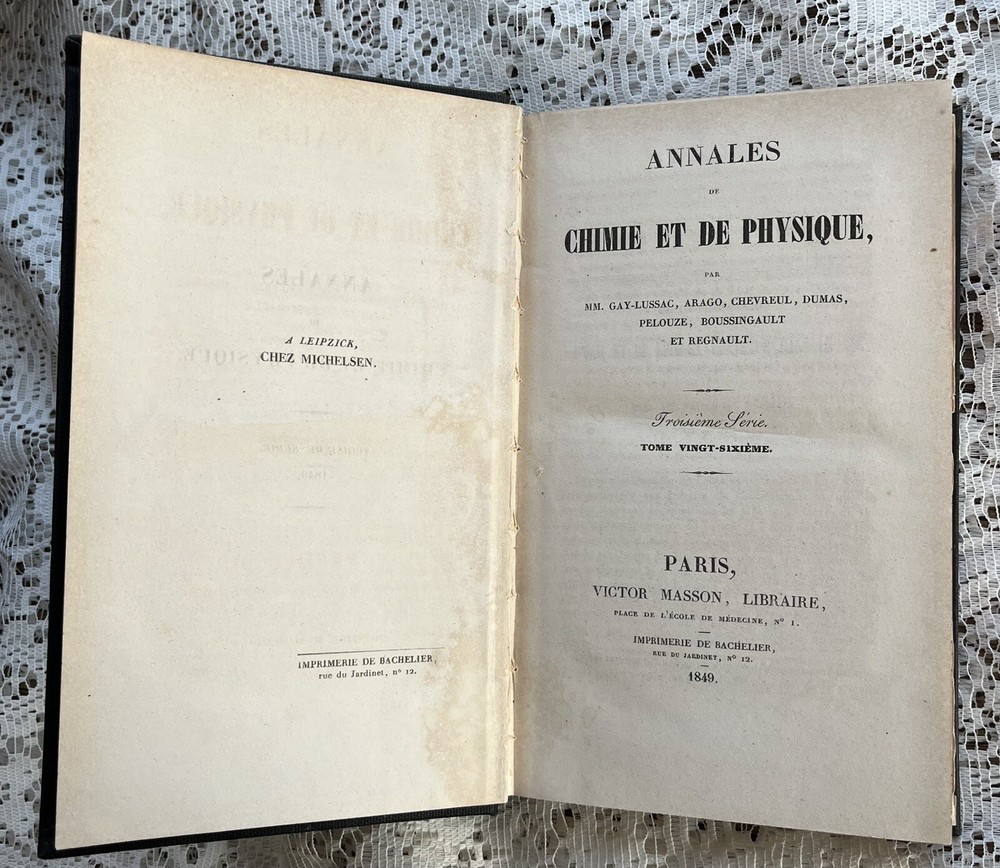 A LEIPZICK,
CHEZ MICHELSEN.
IMPRIMERIE DE BACHELIER,
rue du Jardinet, n° 12.
ANNALES
DE
CHIMIE ET DE PHYSIQUE,
PAR
MM. GAY-LUSSAC, ARAGO, CHEVREUL, DUMAS,
PELOUZE, BOUSSINGAULT
ET REGNAULT.
Troisième Série.
TOME VINGT-SIXIÈME.
PARIS,
VICTOR MASSON, LIBRAIRE,
PLACE DE L'ÉCOLE DE MÉDECINE, N° 1.
IMPRIMERIE DE BACHELIER,
RUE DU JARDINET, N° 12.
1849.